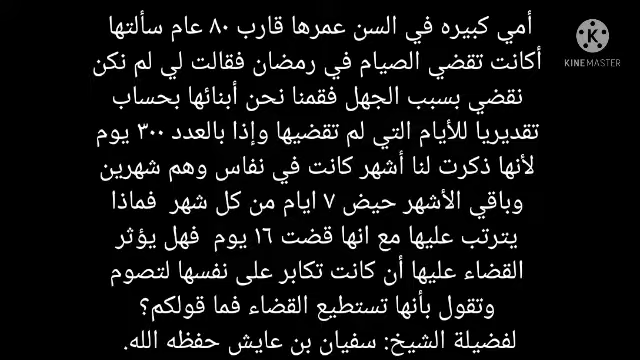 أمي كبيره في السن عمرها قارب ٨٠ عام سألتها
أكانت تقضي الصيام في رمضان فقالت لي لم نكن
نقضي بسبب الجهل فقمنا نحن أبنائها بحساب
تقديريا للأيام التي لم تقضيها وإذا بالعدد ٣٠٠ يوم
لأنها ذكرت لنا أشهر كانت في نفاس وهم شهرين
وباقي الأشهر حيض ٧ ايام من كل شهر فماذا
يترتب عليها مع انها قضت ١٦ يوم فهل يؤثر
القضاء عليها أن كانت تكابر على نفسها لتصوم
وتقول بأنها تستطيع القضاء فما قولكم؟
لفضيلة الشيخ: سفيان بن عايش حفظه الله.
KINEMASTER